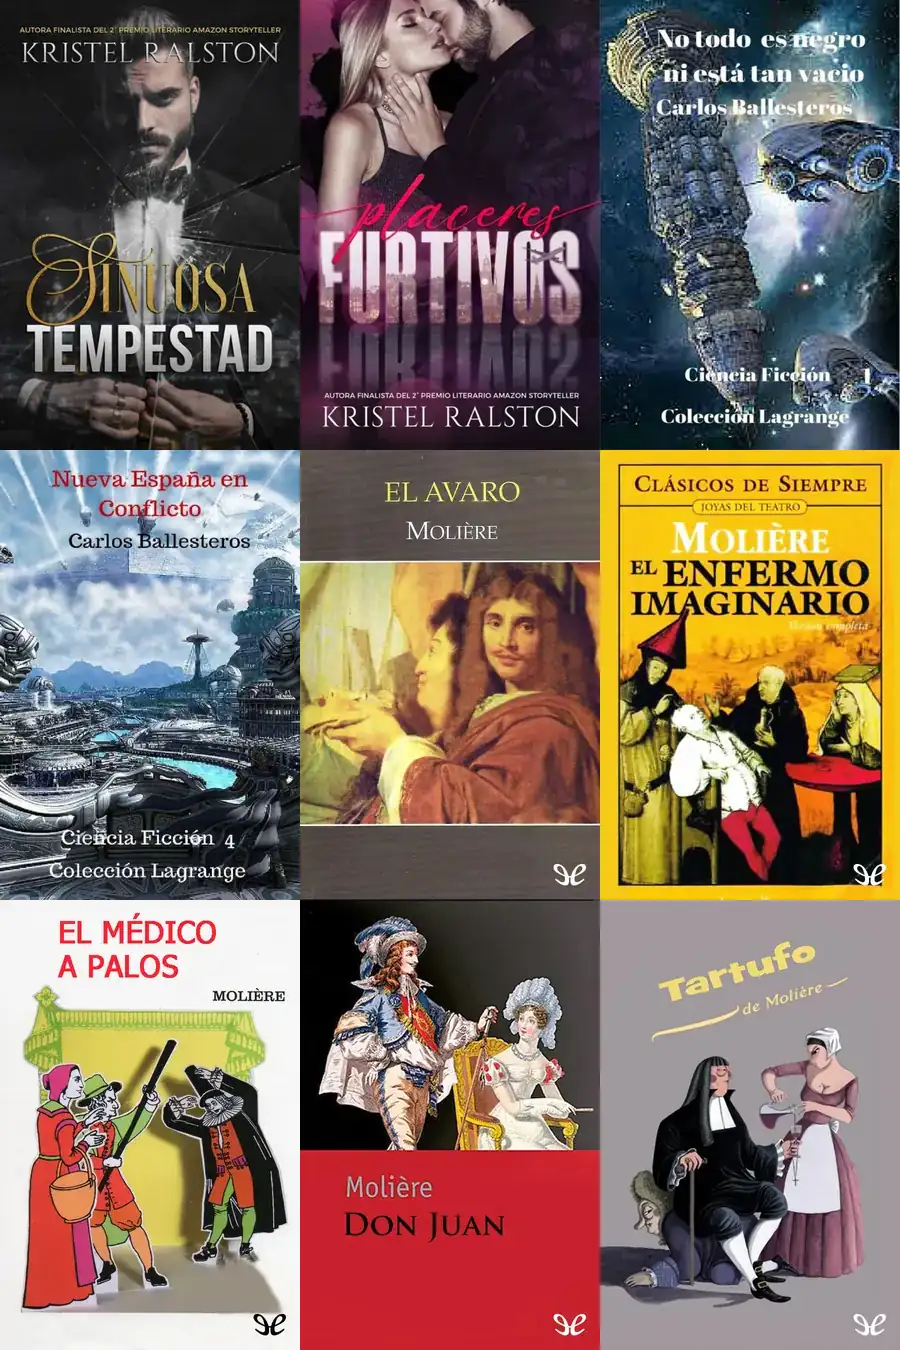 AUTORA FINALISTA DEL 2° PREMIO LITERARIO AMAZON STORYTELLER
KRISTEL RALSTON
SINUOSA
TEMPESTAD
placeres
FURTIVOS
AUTORA FINALISTA DEL 2° PREMIO LITERARIO AMAZON STORYTELLER
KRISTEL RALSTON
No todo es negro
ni está tan vacio
Carlos Ballesteros
Ciencia Ficción 1
Colección Lagrange
Nueva España en
Conflicto
Carlos Ballesteros
Ciencia Ficción 4
Colección Lagrange
EL AVARO
MOLIÈRE
CLÁSICOS DE SIEMPRE
JOYAS DEL TEATRO
MOLIÈRE
EL ENFERMO
IMAGINARIO
Versión completa
EL MÉDICO
A PALOS
MOLIÈRE
Molière
DON JUAN
Tartufo
de Molière